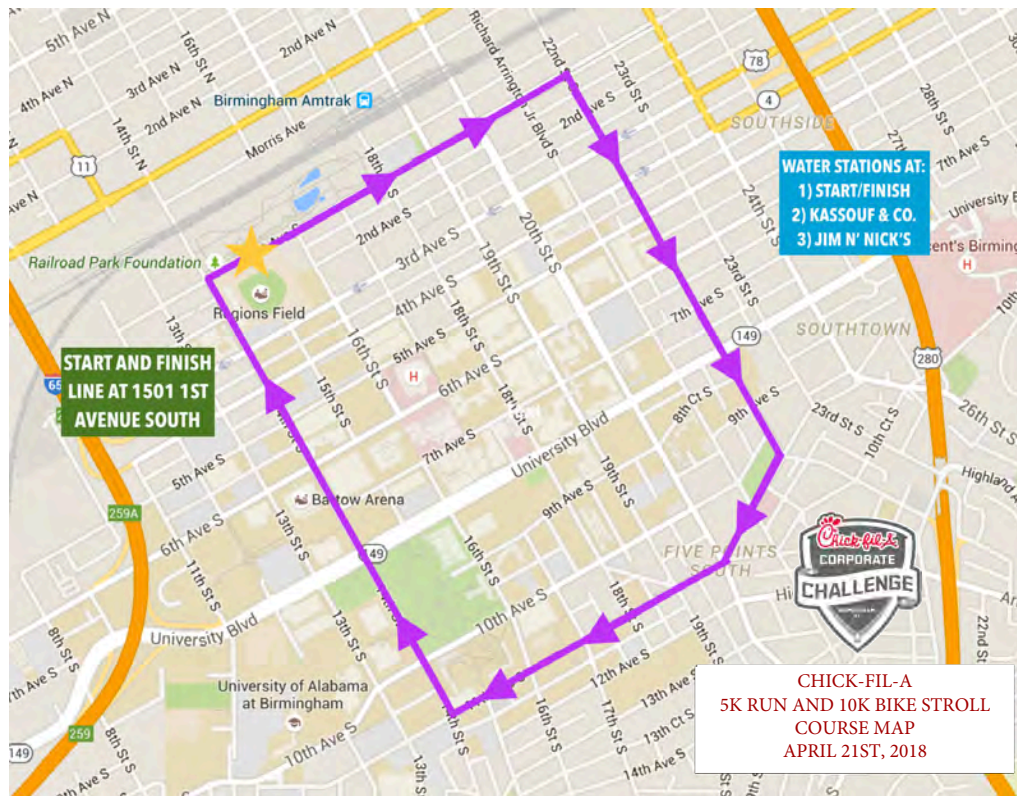 5th Ave N
16th St N
2nd Ave N
4th Ave N
3rd Ave N
2nd Ave N
14th St N
Birmingham Amtrak
Morris Ave
11
Richard Arrington Jr Blvd S
22nd
23rd St S
2nd Ave S
78
4
SOUTHSIDE
28th St S
7th Ave S
WATER STATIONS AT:
1) START/FINISH
2) KASSOUF & CO.
3) JIM N' NICK'S
University
H
18th St S
2nd Ave S
3rd Ave S
4th Ave S
19th St S
20th St S
24th St S
23rd St S
7th Ave S
149
SOUTHTOWN
280
26th St S
Railroad Park Foundation
Regions Field
13th
START AND FINISH
LINE AT 1501 1ST
AVENUE SOUTH
15th St S
16th St S
5th Ave S
H
6th Ave S
18th St S
18th St S
7th Ave S
University Blvd
8th Ct S
9th Ave S
23rd St S
10th Ct S
Highland
5th Ave S
6th Ave S
259A
Bartow Arena
13th St S
149
9th Ave S
19th St S
16th St S
10th Ave S
FIVE POINTS
SOUTH
11th St S
University Blvd
13th St S
8th St S
18th St S
19th St S
12th Ave S
13th Ave S
13th Ct S
14th Ave S
16th St S
17th St S
14th St S
University of Alabama
at Birmingham
10th Ave S
259
149
8th St S
8th Ave S
Chick-fil-A
CORPORATE
CHALLENGE
22nd St S
CHICK-FIL-A
5K RUN AND 10K BIKE STROLL
COURSE MAP
APRIL 21ST, 2018